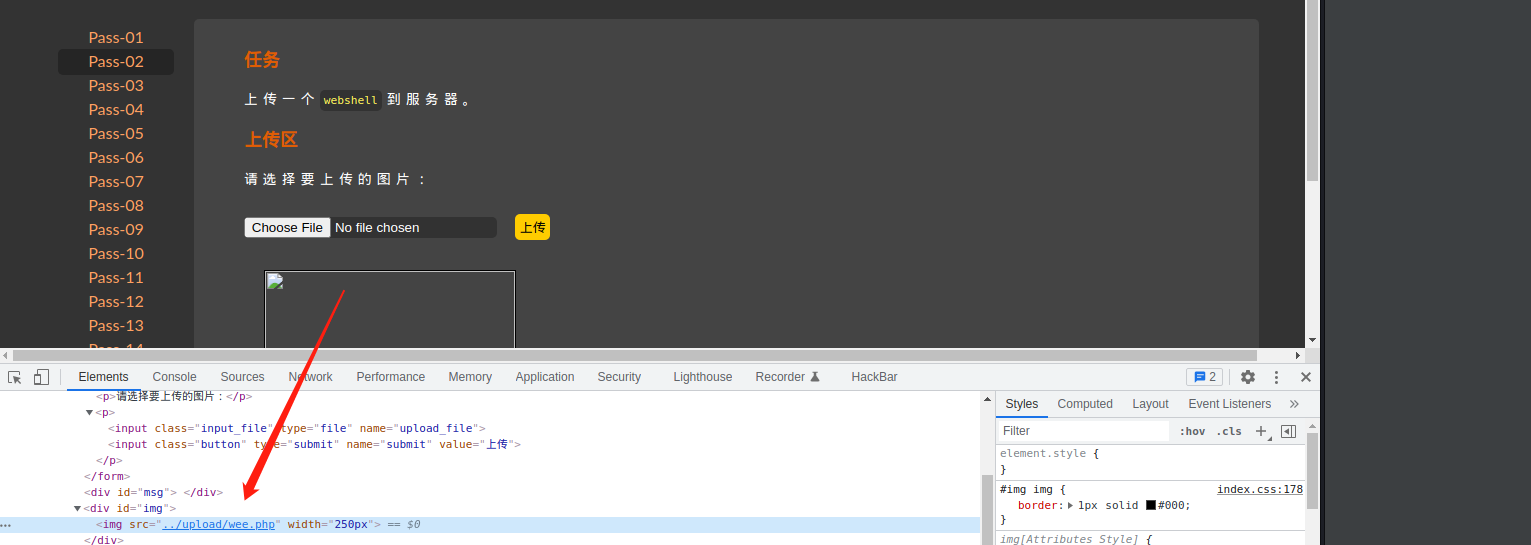 Pass-01
Pass-02
Pass-03
Pass-04
Pass-05
Pass-06
Pass-07
Pass-08
Pass-09
Pass-10
Pass-11
Pass-12
Pass-13
Pass-14
任务
上传一个 webshell 到服务器。
上传区
请选择要上传的图片：
Choose File No file chosen 上传
Elements Console Sources Network Performance Memory Application Security Lighthouse Recorder HackBar 2
<p>请选择要上传的图片：</p>
<p>
<input class="input_file" type="file" name="upload_file">
<input class="button" type="submit" name="submit" value="上传">
</p>
</form>
<div id="msg"> </div>
<div id="img">
<img src="../upload/wee.php" width="250px"> == $0
</div>
Styles Computed Layout Event Listeners
Filter :hov .cls
element.style {
}
#img img { index.css:178
border: 1px solid #000;
}
img[Attributes Style] {